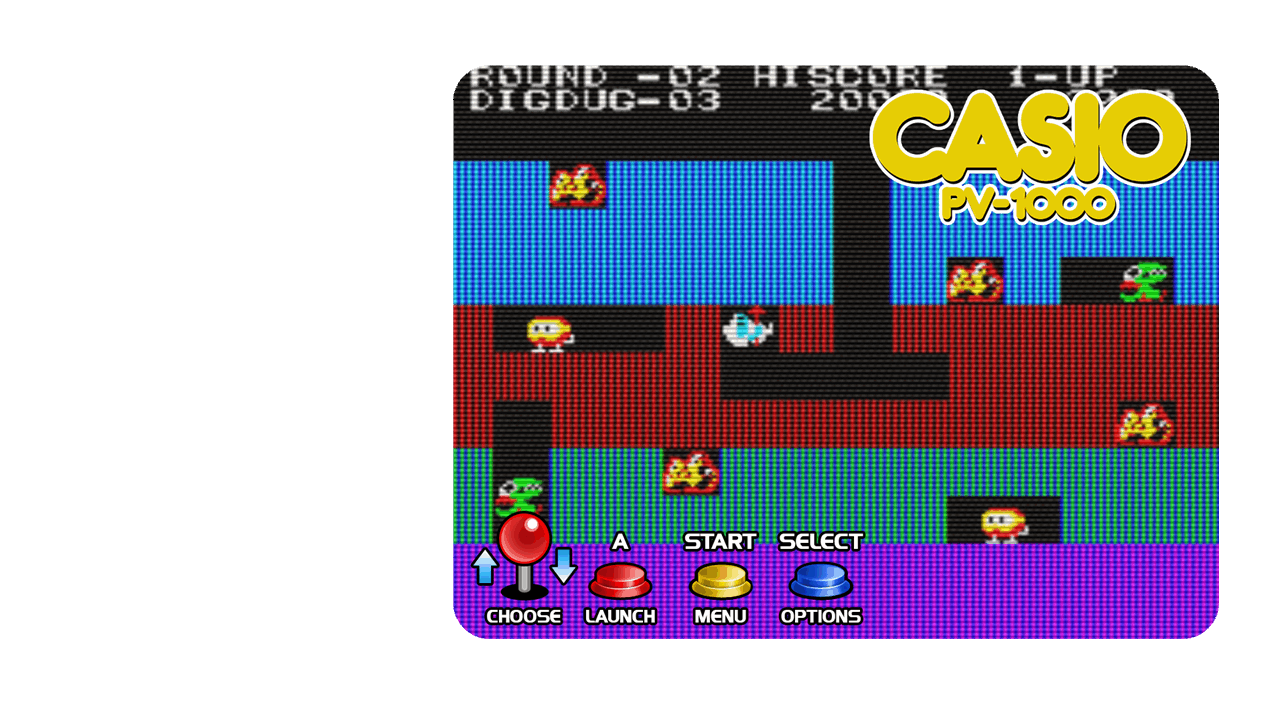 ROUND -02 HISCORE 1-UP
DIGDUG-03
CASIO
PV-1000
A START SELECT
CHOOSE LAUNCH MENU OPTIONS